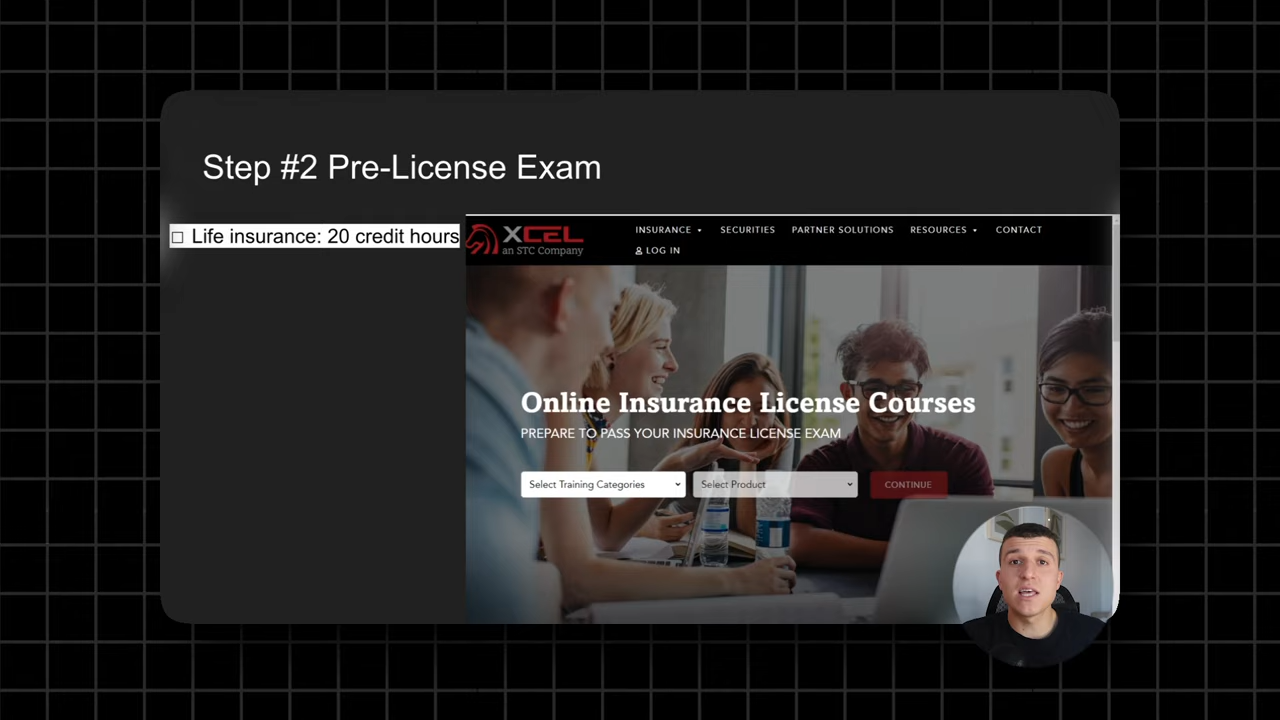 Step #2 Pre-License Exam
□ Life insurance: 20 credit hours
XCEL
an STC Company
INSURANCE SECURITIES PARTNER SOLUTIONS RESOURCES CONTACT
LOG IN
Online Insurance License Courses
PREPARE TO PASS YOUR INSURANCE LICENSE EXAM
Select Training Categories Select Product CONTINUE